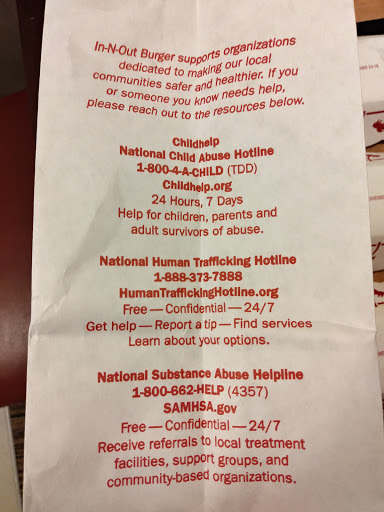 In-N-Out Burger supports organizations
dedicated to making our local
communities safer and healthier. If you
or someone you know needs help,
please reach out to the resources below.
Childhelp
National Child Abuse Hotline
1-800-4-A-CHILD (TDD)
Childhelp.org
24 Hours, 7 Days
Help for children, parents and
adult survivors of abuse.
National Human Trafficking Hotline
1-888-373-7888
HumanTraffickingHotline.org
Free — Confidential — 24/7
Get help — Report a tip — Find services
Learn about your options.
National Substance Abuse Helpline
1-800-662-HELP (4357)
SAMHSA.gov
Free — Confidential — 24/7
Receive referrals to local treatment
facilities, support groups, and
community-based organizations.